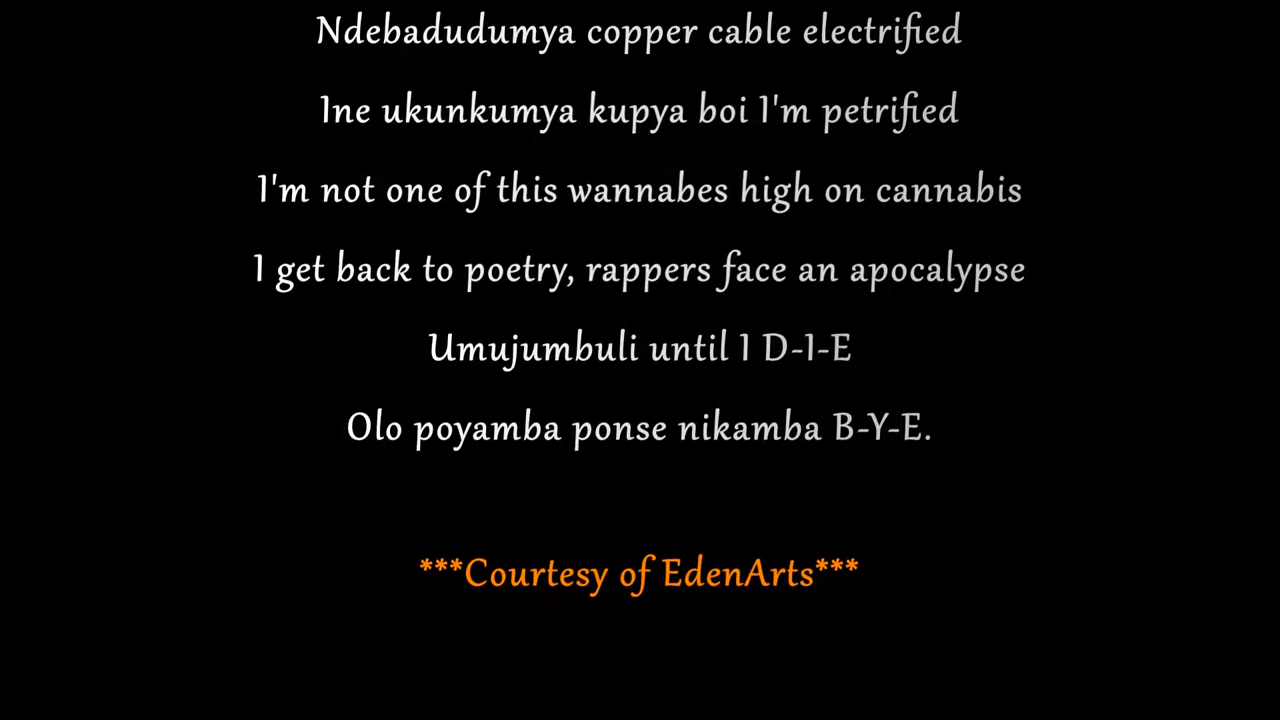 Ndebadudumya copper cable electrified
Ine ukunkumya kupya boi I'm petrified
I'm not one of this wannabes high on cannabis
I get back to poetry, rappers face an apocalypse
Umujumbuli until I D-I-E
Olo poyamba ponse nikamba B-Y-E.
***Courtesy of EdenArts***